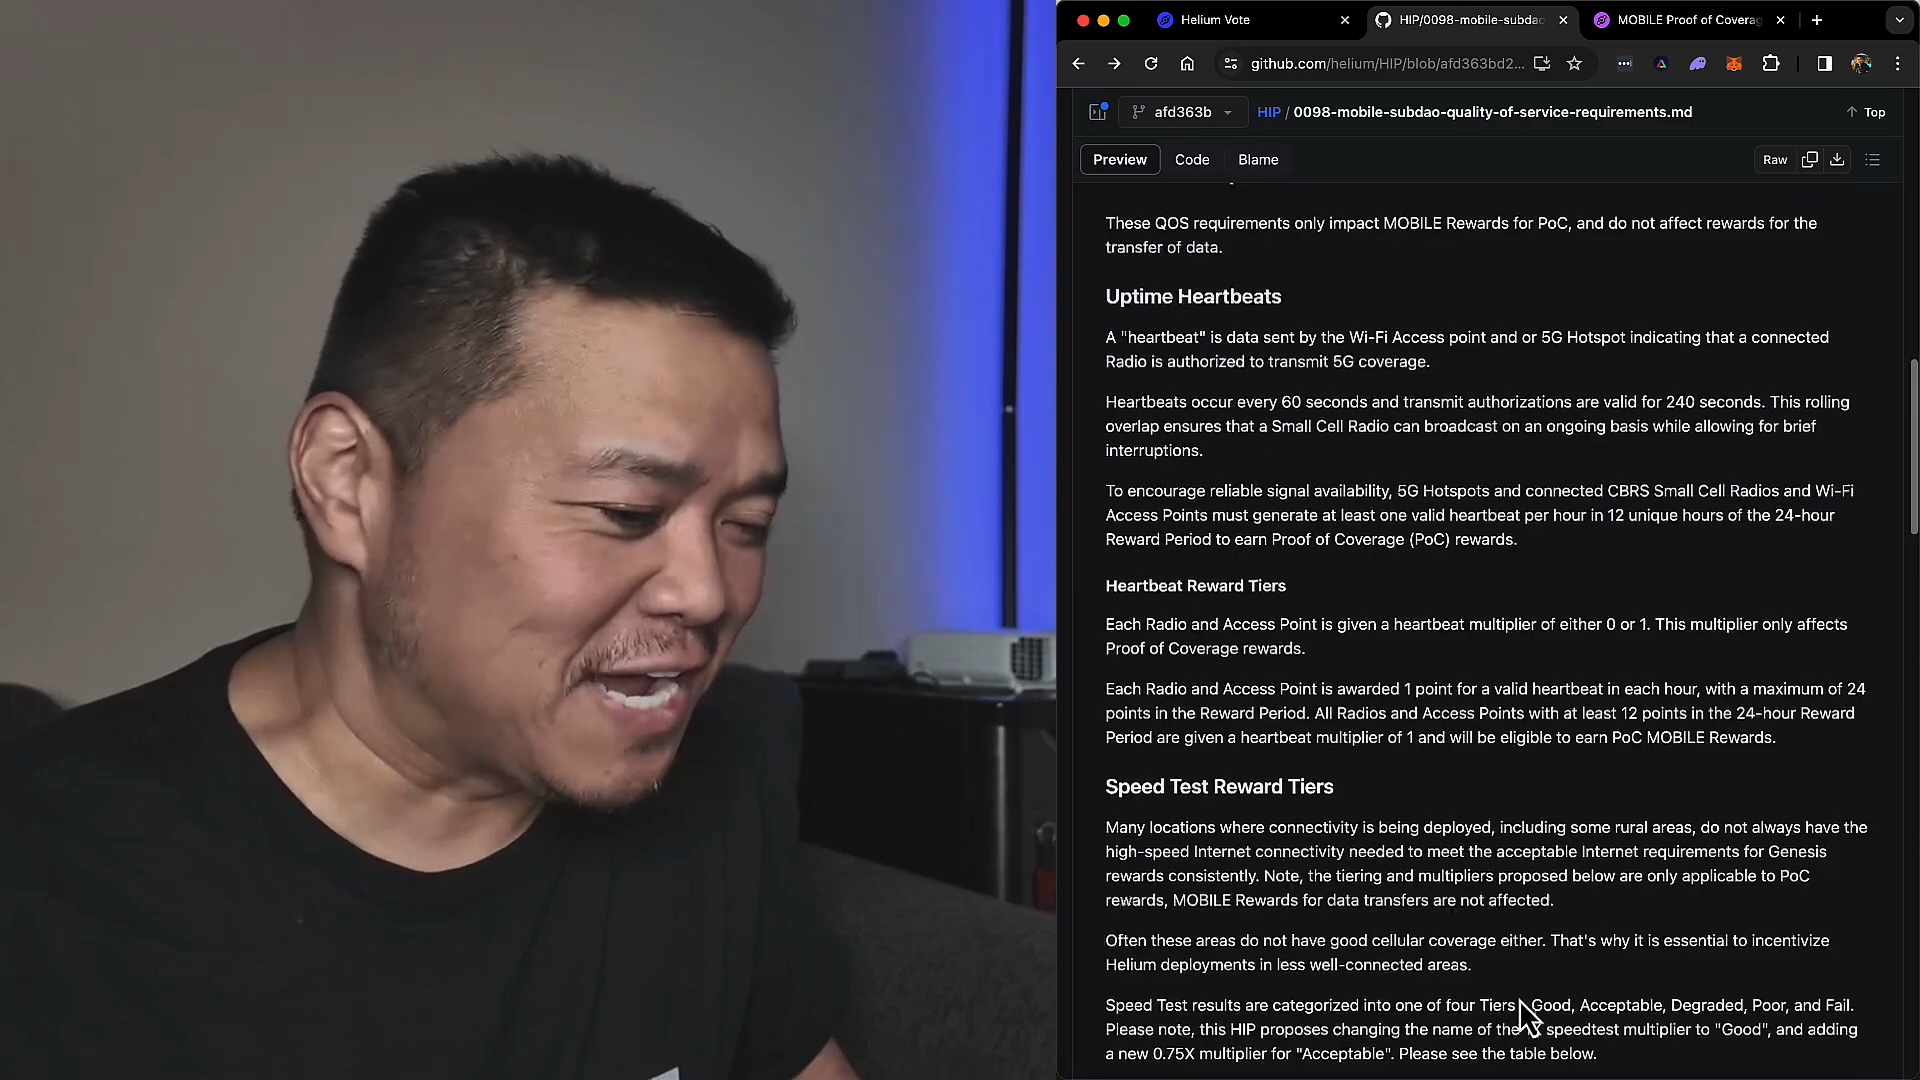 Helium Vote
HIP/0098-mobile-subdao
MOBILE Proof of Coverag
github.com/helium/HIP/blob/afd363bd2...
afd363b
HIP / 0098-mobile-subdao-quality-of-service-requirements.md
Top
Preview
Code
Blame
Raw
These QOS requirements only impact MOBILE Rewards for PoC, and do not affect rewards for the
transfer of data.
Uptime Heartbeats
A "heartbeat" is data sent by the Wi-Fi Access point and or 5G Hotspot indicating that a connected
Radio is authorized to transmit 5G coverage.
Heartbeats occur every 60 seconds and transmit authorizations are valid for 240 seconds. This rolling
overlap ensures that a Small Cell Radio can broadcast on an ongoing basis while allowing for brief
interruptions.
To encourage reliable signal availability, 5G Hotspots and connected CBRS Small Cell Radios and Wi-Fi
Access Points must generate at least one valid heartbeat per hour in 12 unique hours of the 24-hour
Reward Period to earn Proof of Coverage (PoC) rewards.
Heartbeat Reward Tiers
Each Radio and Access Point is given a heartbeat multiplier of either 0 or 1. This multiplier only affects
Proof of Coverage rewards.
Each Radio and Access Point is awarded 1 point for a valid heartbeat in each hour, with a maximum of 24
points in the Reward Period. All Radios and Access Points with at least 12 points in the 24-hour Reward
Period are given a heartbeat multiplier of 1 and will be eligible to earn PoC MOBILE Rewards.
Speed Test Reward Tiers
Many locations where connectivity is being deployed, including some rural areas, do not always have the
high-speed Internet connectivity needed to meet the acceptable Internet requirements for Genesis
rewards consistently. Note, the tiering and multipliers proposed below are only applicable to PoC
rewards, MOBILE Rewards for data transfers are not affected.
Often these areas do not have good cellular coverage either. That's why it is essential to incentivize
Helium deployments in less well-connected areas.
Speed Test results are categorized into one of four Tiers Good, Acceptable, Degraded, Poor, and Fail.
Please note, this HIP proposes changing the name of the speedtest multiplier to "Good", and adding
a new 0.75X multiplier for "Acceptable". Please see the table below.